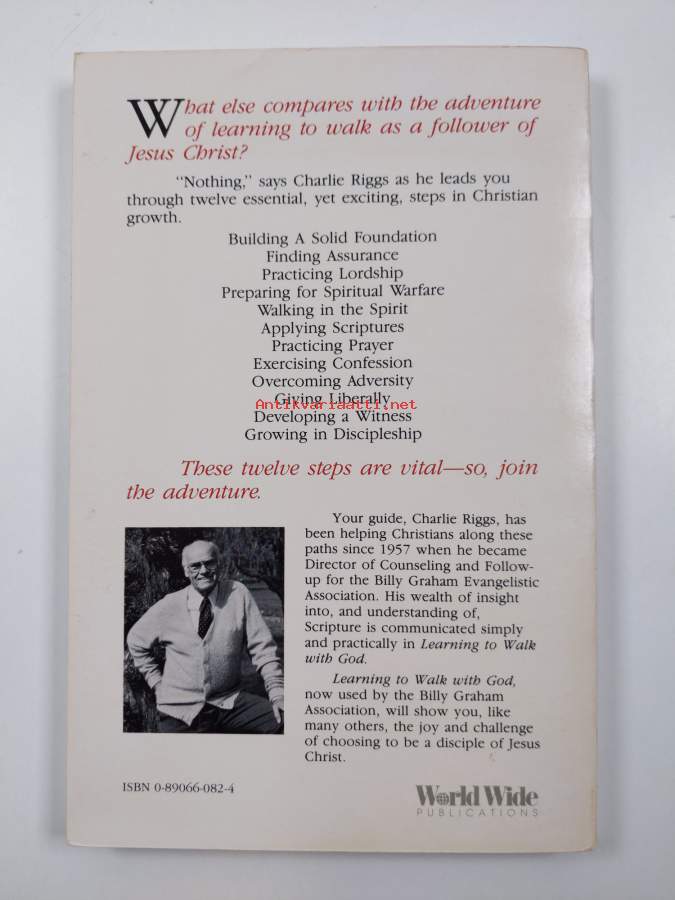 What else compares with the adventure
of learning to walk as a follower of
Jesus Christ?
"Nothing," says Charlie Riggs as he leads you
through twelve essential, yet exciting, steps in Christian
growth.
Building A Solid Foundation
Finding Assurance
Practicing Lordship
Preparing for Spiritual Warfare
Walking in the Spirit
Applying Scriptures
Practicing Prayer
Exercising Confession
Overcoming Adversity
Giving Liberally
Antikvariaatti.net
Developing a Witness
Growing in Discipleship
These twelve steps are vital—so, join
the adventure.
Your guide, Charlie Riggs, has
been helping Christians along these
paths since 1957 when he became
Director of Counseling and Follow-
up for the Billy Graham Evangelistic
Association. His wealth of insight
into, and understanding of,
Scripture is communicated simply
and practically in Learning to Walk
with God.
Learning to Walk with God,
now used by the Billy Graham
Association, will show you, like
many others, the joy and challenge
of choosing to be a disciple of Jesus
Christ.
ISBN 0-89066-082-4
World Wide
PUBLICATIONS